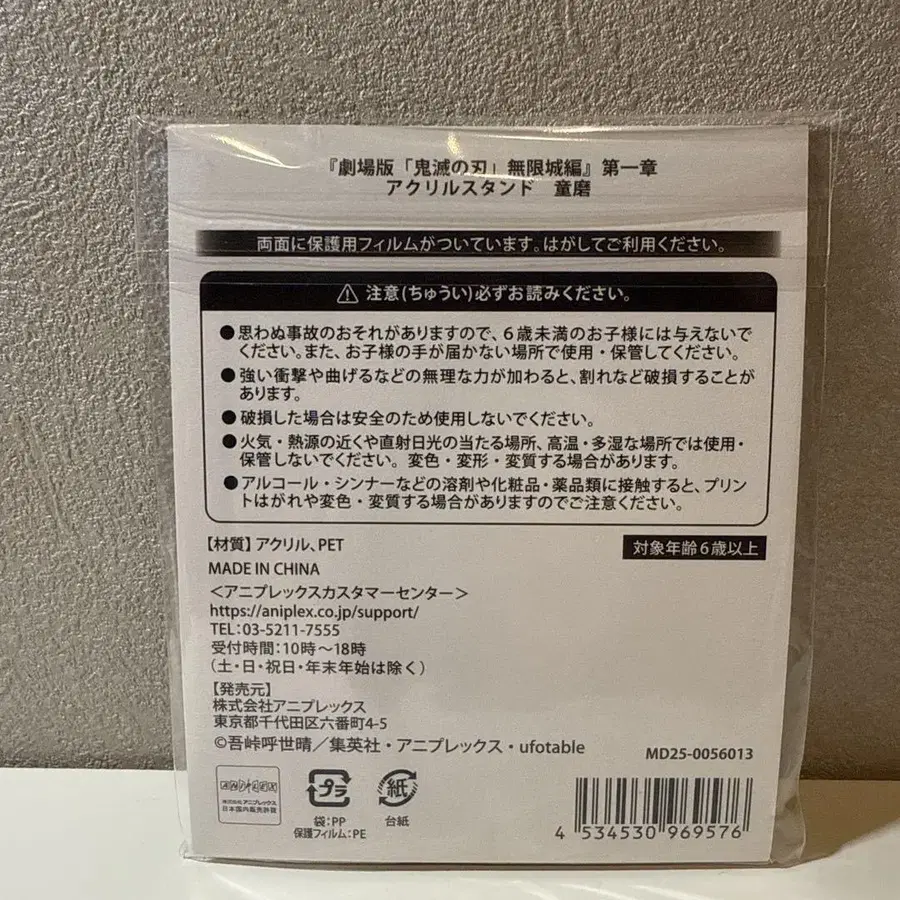 『劇場版「鬼滅の刃」無限城編』第一章
アクリルスタンド　童磨
両面に保護用フィルムがついています。はがしてご利用ください。
⚠ 注意(ちゅうい)必ずお読みください。
●思わぬ事故のおそれがありますので、６歳未満のお子様には与えないで
ください。また、お子様の手が届かない場所で使用・保管してください。
●強い衝撃や曲げるなどの無理な力が加わると、割れなど破損することが
あります。
●破損した場合は安全のため使用しないでください。
●火気・熱源の近くや直射日光の当たる場所、高温・多湿な場所では使用・
保管しないでください。変色・変形・変質する場合があります。
●アルコール・シンナーなどの溶剤や化粧品・薬品類に接触すると、プリン
トはがれや変色・変質する場合がありますのでご注意ください。
【材質】アクリル、PET
対象年齢６歳以上
MADE IN CHINA
＜アニプレックスカスタマーセンター＞
https://aniplex.co.jp/support/
TEL:03-5211-7555
受付時間：10時～18時
(土・日・祝日・年末年始は除く)
【発売元】
株式会社アニプレックス
東京都千代田区六番町4-5
©吾峠呼世晴／集英社・アニプレックス・ufotable
MD25-0056013
ANIPLEX
株式会社アニプレックス
日本国内販売許諾
プラ
袋：PP
保護フィルム：PE
紙
台紙
4 534530 969576